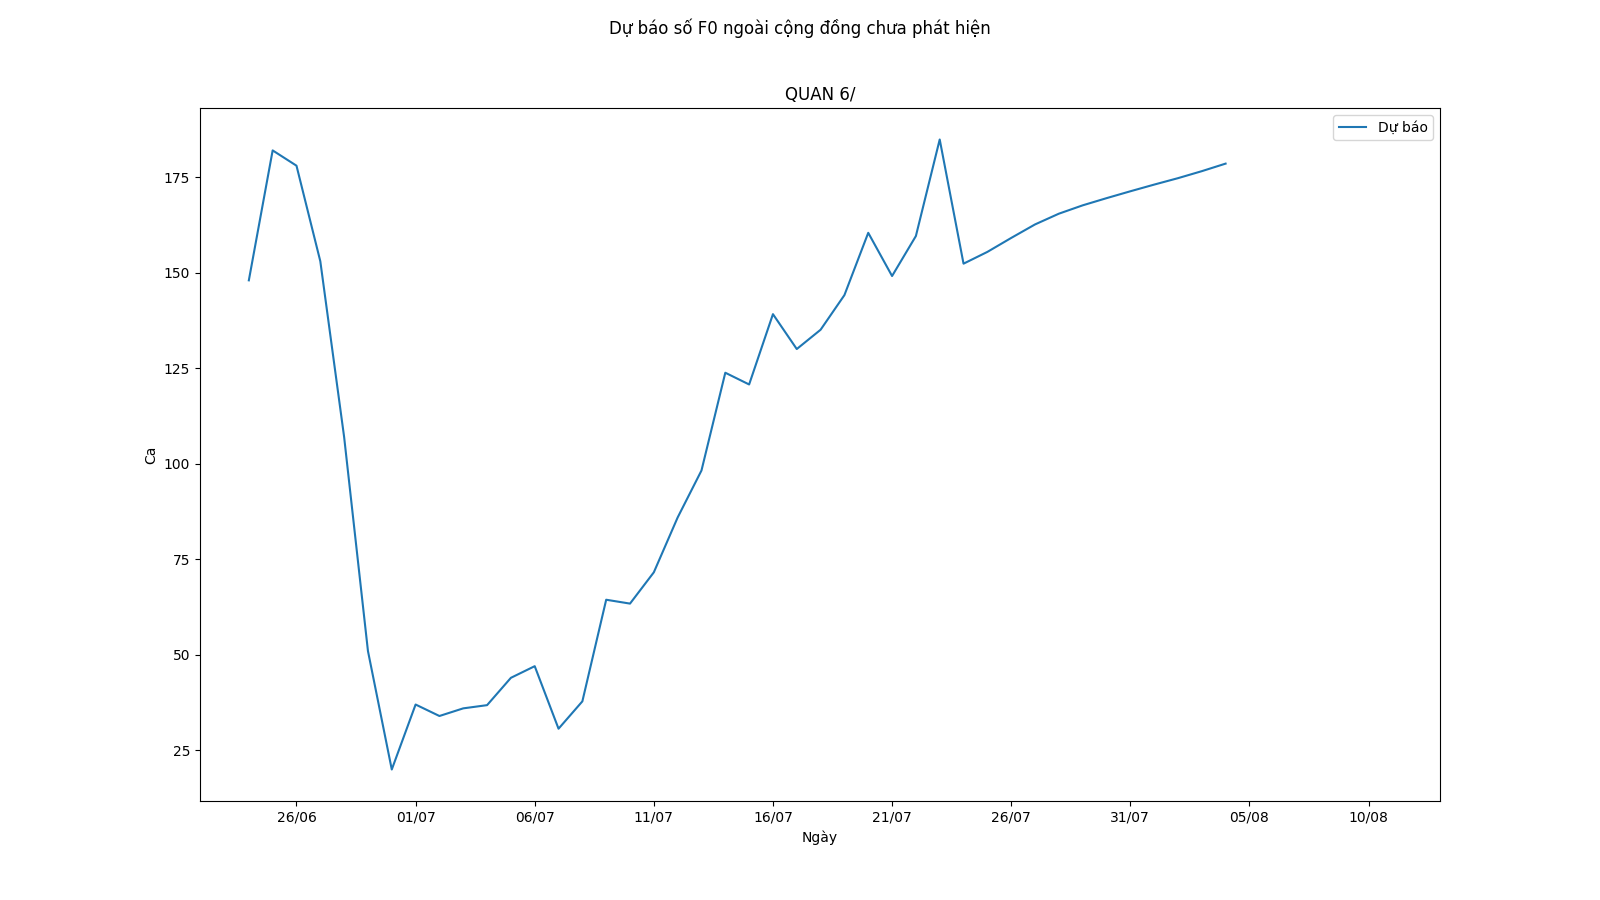 Dự báo số F0 ngoài cộng đồng chưa phát hiện
QUAN 6/
Dự báo
Ca
175
150
125
100
75
50
25
26/06 01/07 06/07 11/07 16/07 21/07 26/07 31/07 05/08 10/08
Ngày